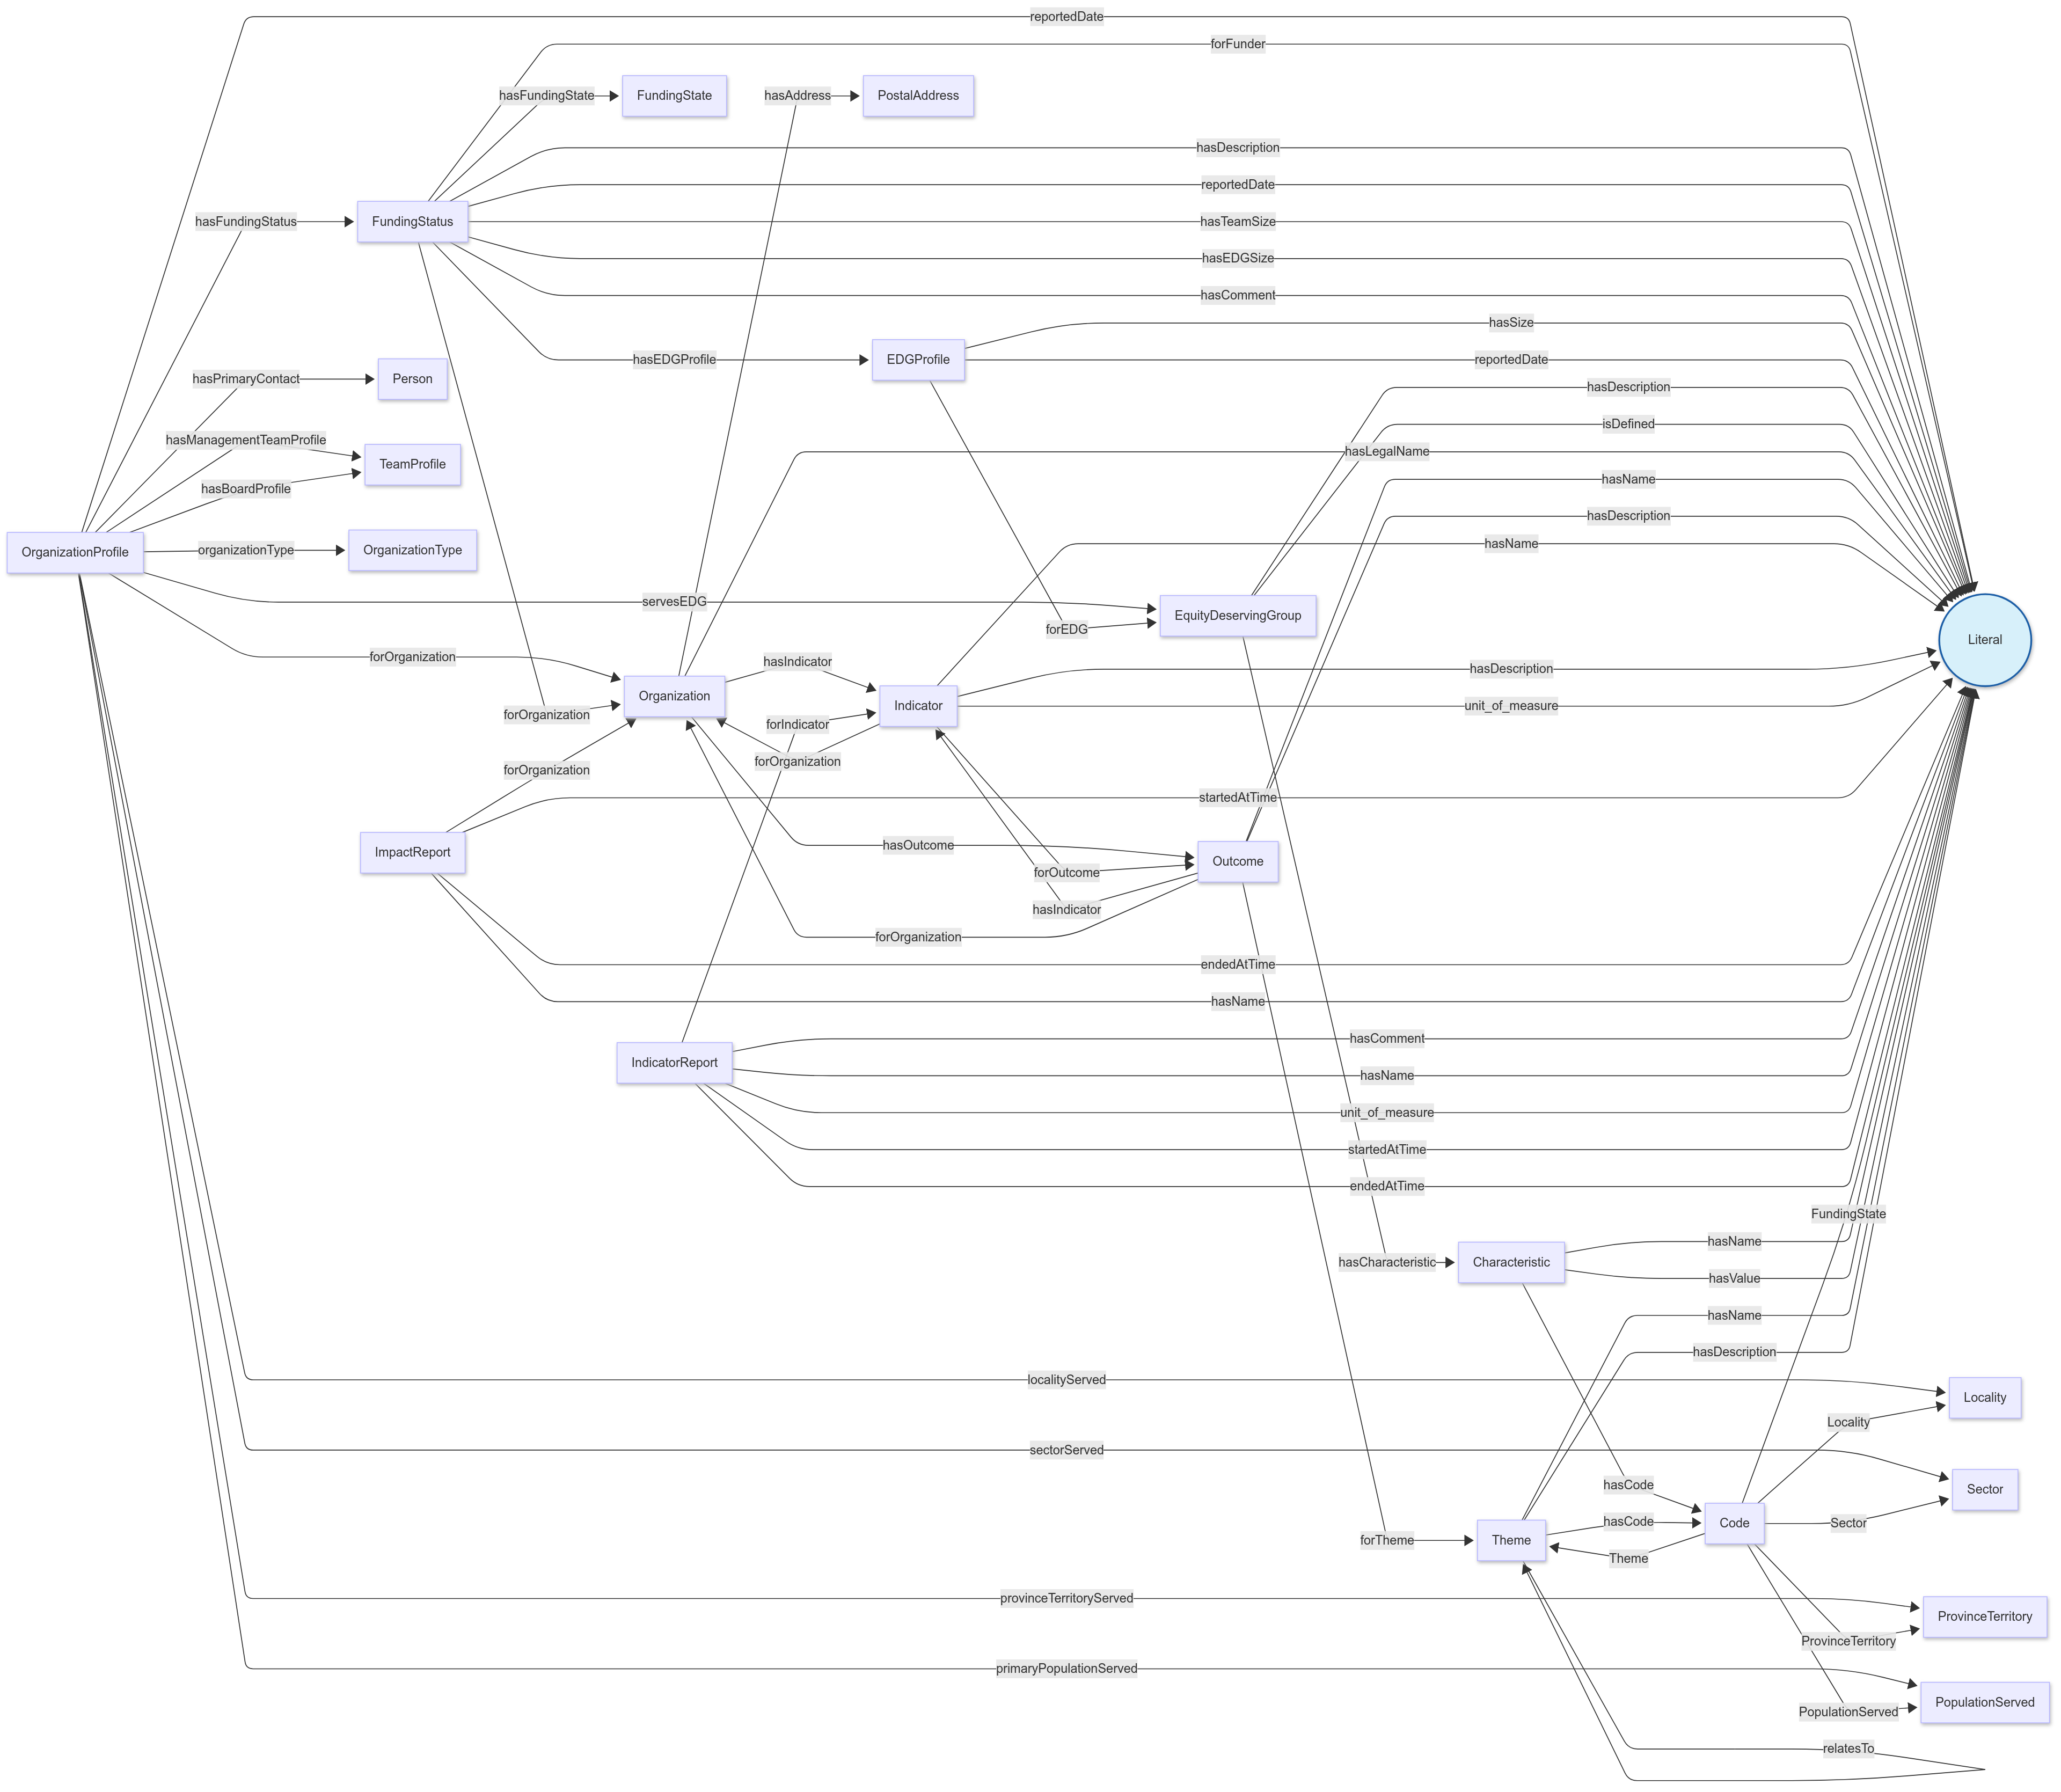 reportedDate
forFunder
hasFundingState
FundingState
hasAddress
PostalAddress
hasDescription
reportedDate
hasFundingStatus
FundingStatus
hasTeamSize
hasEDGSize
hasComment
hasSize
hasEDGProfile
EDGProfile
reportedDate
hasPrimaryContact
Person
hasDescription
isDefined
hasManagementTeamProfile
hasLegalName
TeamProfile
hasName
hasBoardProfile
hasDescription
hasName
OrganizationProfile
organizationType
OrganizationType
servesEDG
EquityDeservingGroup
forEDG
Literal
forOrganization
hasIndicator
hasDescription
Organization
Indicator
unit_of_measure
forOrganization
forIndicator
forOrganization
forOrganization
startedAtTime
ImpactReport
hasOutcome
Outcome
forOutcome
hasIndicator
forOrganization
endedAtTime
hasName
hasComment
IndicatorReport
hasName
unit_of_measure
startedAtTime
endedAtTime
FundingState
hasName
hasCharacteristic
Characteristic
hasValue
hasName
hasDescription
localityServed
Locality
Locality
sectorServed
hasCode
Sector
hasCode
Code
Sector
forTheme
Theme
Theme
provinceTerritoryServed
ProvinceTerritory
ProvinceTerritory
primaryPopulationServed
PopulationServed
PopulationServed
relatesTo